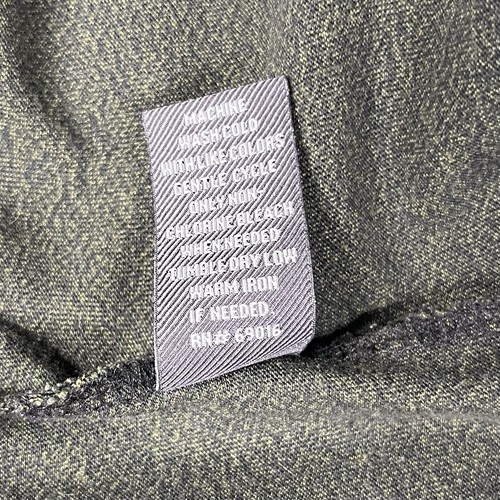 MACHINE
WASH COLD
WITH LIKE COLORS
GENTLE CYCLE
ONLY NON-
CHLORINE BLEACH
WHEN NEEDED
TUMBLE DRY LOW
WARM IRON
IF NEEDED.
RN# 69016